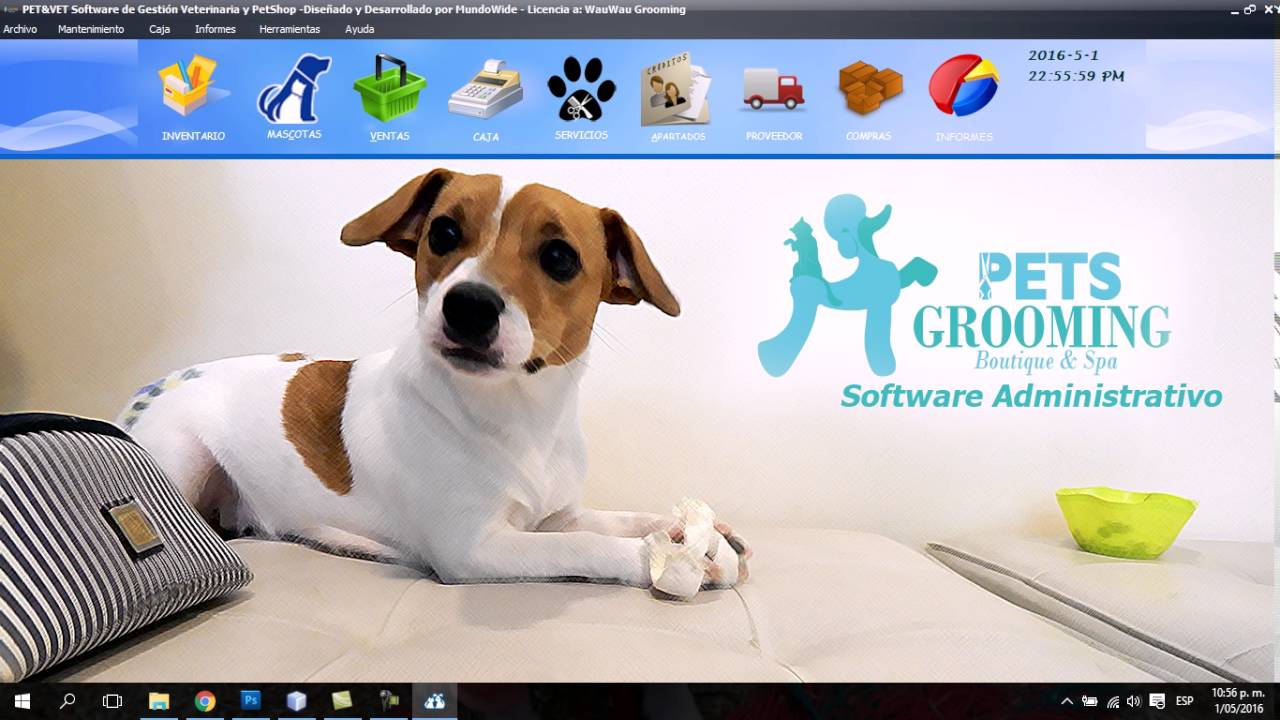 PET&VET Software de Gestión Veterinaria y PetShop -Diseñado y Desarrollado por MundoWide - Licencia a: WauWau Grooming
Archivo Mantenimiento Caja Informes Herramientas Ayuda
INVENTARIO MASCOTAS VENTAS CAJA SERVICIOS APARTADOS PROVEEDOR COMPRAS INFORMES
CREDITOS
2016-5-1
22:55:59 PM
PETS
GROOMING
Boutique & Spa
Software Administrativo
Ps
ESP
10:56 p. m.
1/05/2016